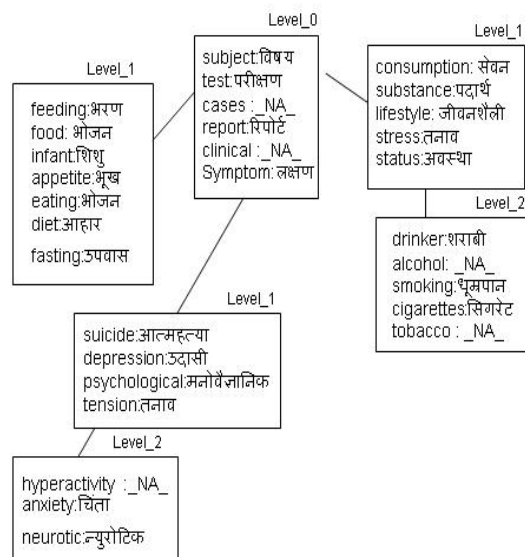 Level_0
subject:विषय
test:परीक्षण
cases :_NA_
report:रिपोर्ट
clinical :_NA_
Symptom:लक्षण
Level_1
feeding:भरण
food: भोजन
infant:शिशु
appetite:भूख
eating:भोजन
diet:आहार
fasting:उपवास
Level_1
consumption: सेवन
substance:पदार्थ
lifestyle: जीवनशैली
stress:तनाव
status:अवस्था
Level_2
drinker:शराबी
alcohol: _NA_
smoking:धूम्रपान
cigarettes:सिगरेट
tobacco : _NA_
Level_1
suicide:आत्महत्या
depression:उदासी
psychological:मनोवैज्ञानिक
tension:तनाव
Level_2
hyperactivity :_NA_
anxiety:चिंता
neurotic:न्युरोटिक